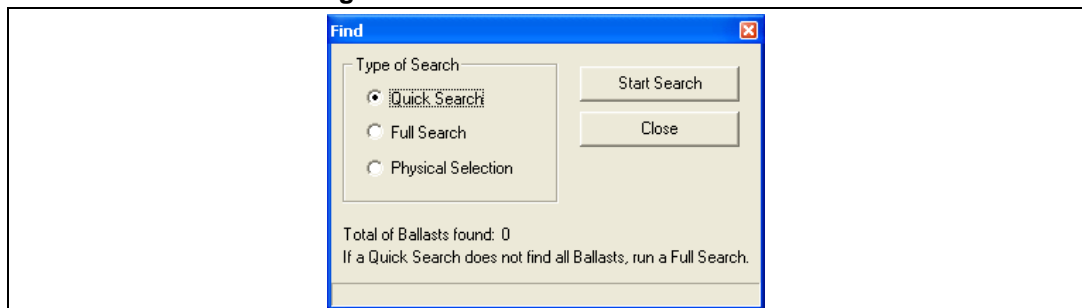 Find
Type of Search
Quick Search
Full Search
Physical Selection
Start Search
Close
Total of Ballasts found: 0
If a Quick Search does not find all Ballasts, run a Full Search.